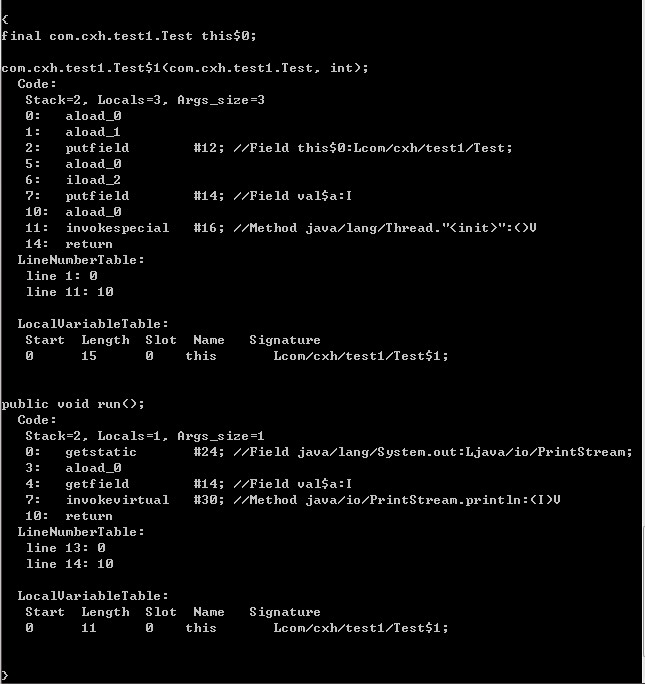 {
final com.cxh.test1.Test this$0;
com.cxh.test1.Test$1(com.cxh.test1.Test, int);
Code:
Stack=2, Locals=3, Args_size=3
0: aload_0
1: aload_1
2: putfield #12; //Field this$0:Lcom/cxh/test1/Test;
5: aload_0
6: iload_2
7: putfield #14; //Field val$a:I
10: aload_0
11: invokespecial #16; //Method java/lang/Thread."<init>":()V
14: return
LineNumberTable:
line 1: 0
line 11: 10
LocalVariableTable:
Start Length Slot Name Signature
0 15 0 this Lcom/cxh/test1/Test$1;
public void run();
Code:
Stack=2, Locals=1, Args_size=1
0: getstatic #24; //Field java/lang/System.out:Ljava/io/PrintStream;
3: aload_0
4: getfield #14; //Field val$a:I
7: invokevirtual #30; //Method java/io/PrintStream.println:(I)V
10: return
LineNumberTable:
line 13: 0
line 14: 10
LocalVariableTable:
Start Length Slot Name Signature
0 11 0 this Lcom/cxh/test1/Test$1;
}